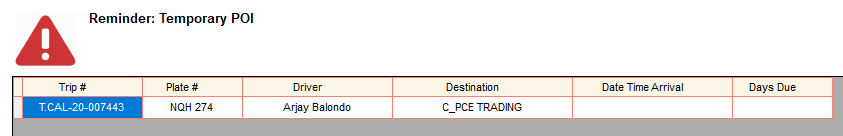 Reminder: Temporary POI
Trip # Plate # Driver Destination Date Time Arrival Days Due
T.CAL-20-007443 NQH 274 Arjay Balondo C_PCE TRADING